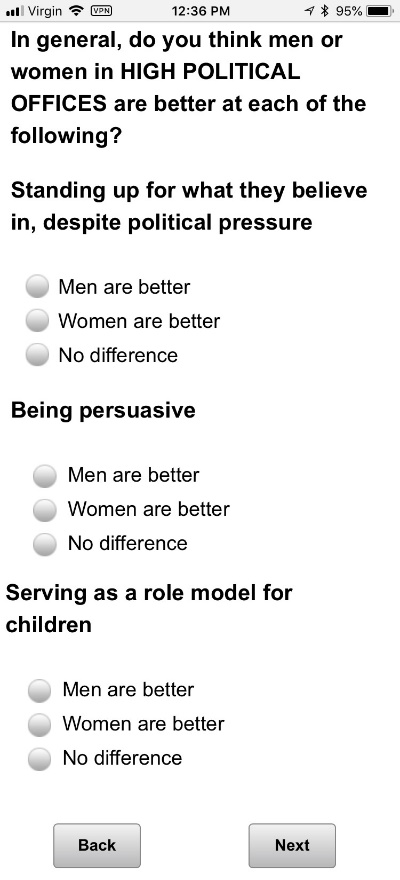 Virgin VPN 12:36 PM 95%
In general, do you think men or
women in HIGH POLITICAL
OFFICES are better at each of the
following?
Standing up for what they believe
in, despite political pressure
Men are better
Women are better
No difference
Being persuasive
Men are better
Women are better
No difference
Serving as a role model for
children
Men are better
Women are better
No difference
Back Next